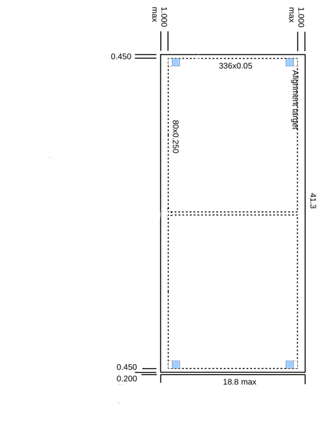 1.000
max
1.000
max
0.450
336x0.05
Alignment target
80x0.250
41.3
0.450
0.200
18.8 max